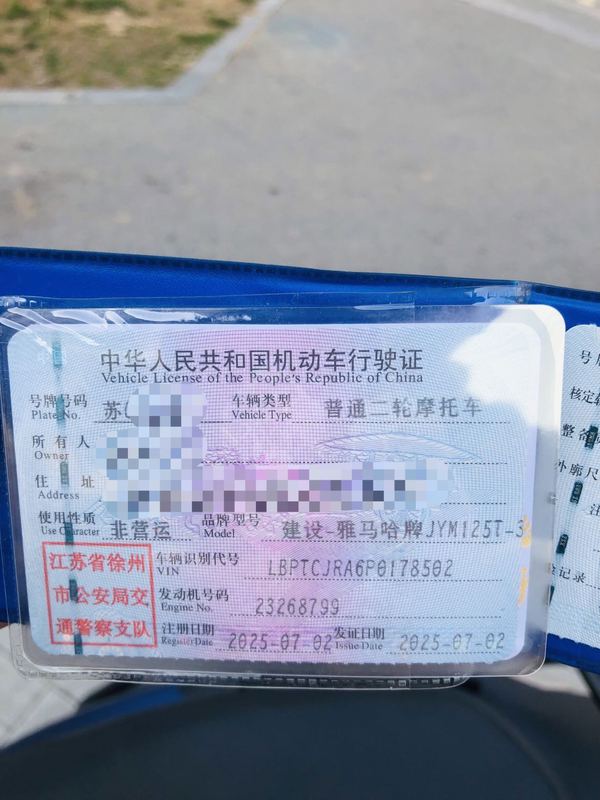 中华人民共和国机动车行驶证
Vehicle License of the People's Republic of China
号牌号码 苏 车辆类型 普通二轮摩托车
Plate No. Vehicle Type
所有人
Owner
住址
Address
使用性质 非营运 品牌型号 建设-雅马哈牌JYM125T-3
Use Character Model
江苏省徐州
市公安局交
通警察支队
车辆识别代号 LBPTCJRA6P0178502
VIN
发动机号码 23268799
Engine No.
注册日期 2025-07-02 发证日期 2025-07-02
Register Date Issue Date
号
核定
整备
外廓尺